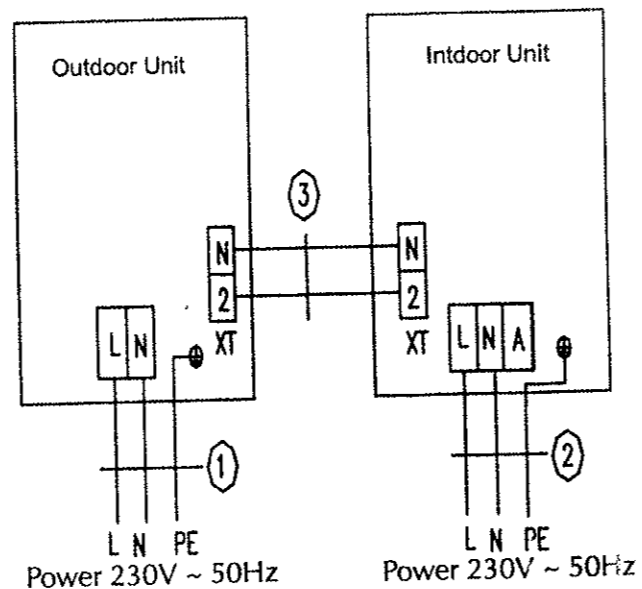 Outdoor Unit
Intdoor Unit
3
N
N
2
2
XT
XT
L N
L N A
1
2
L N PE
L N PE
Power 230V ~ 50Hz
Power 230V ~ 50Hz